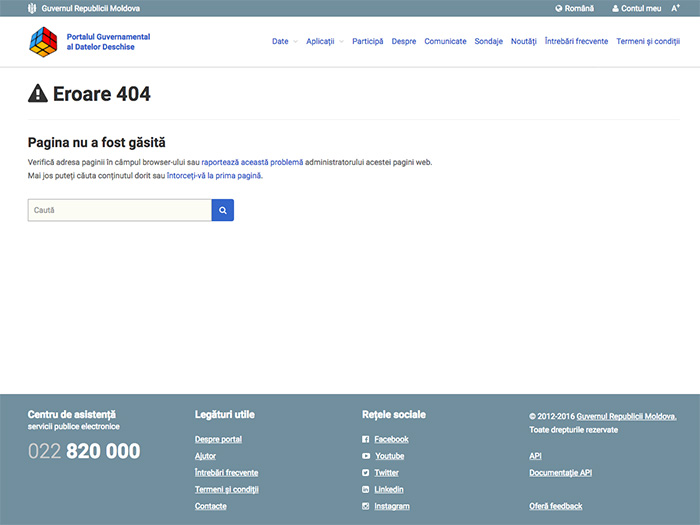 Guvernul Republicii Moldova
Română Contul meu A+
Portalul Guvernamental
al Datelor Deschise
Date Aplicații Participă Despre Comunicate Sondaje Noutăți Întrebări frecvente Termeni și condiții
Eroare 404
Pagina nu a fost găsită
Verifică adresa paginii în câmpul browser-ului sau raportează această problemă administratorului acestei pagini web.
Mai jos puteți căuta conținutul dorit sau întorceți-vă la prima pagină.
Caută
Centru de asistență
servicii publice electronice
022 820 000
Legături utile
Despre portal
Ajutor
Întrebări frecvente
Termeni și condiții
Contacte
Rețele sociale
Facebook
Youtube
Twitter
Linkedin
Instagram
© 2012-2016 Guvernul Republicii Moldova.
Toate drepturile rezervate
API
Documentație API
Oferă feedback